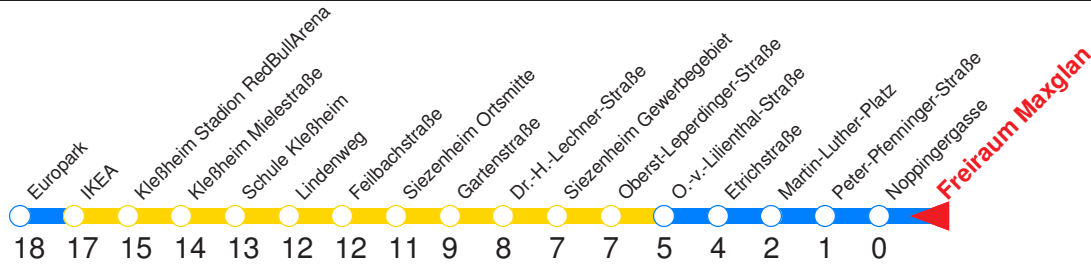 Europark
IKEA
Kleßheim Stadion RedBullArena
Kleßheim Mielestraße
Schule Kleßheim
Lindenweg
Feilbachstraße
Siezenheim Ortsmitte
Gartenstraße
Dr.-H.-Lechner-Straße
Siezenheim Gewerbegebiet
Oberst-Leperdinger-Straße
O.-v.-Lilienthal-Straße
Etrichstraße
Martin-Luther-Platz
Peter-Pfenninger-Straße
Noppingergasse
Freiraum Maxglan
18 17 15 14 13 12 12 11 9 8 7 7 5 4 2 1 0